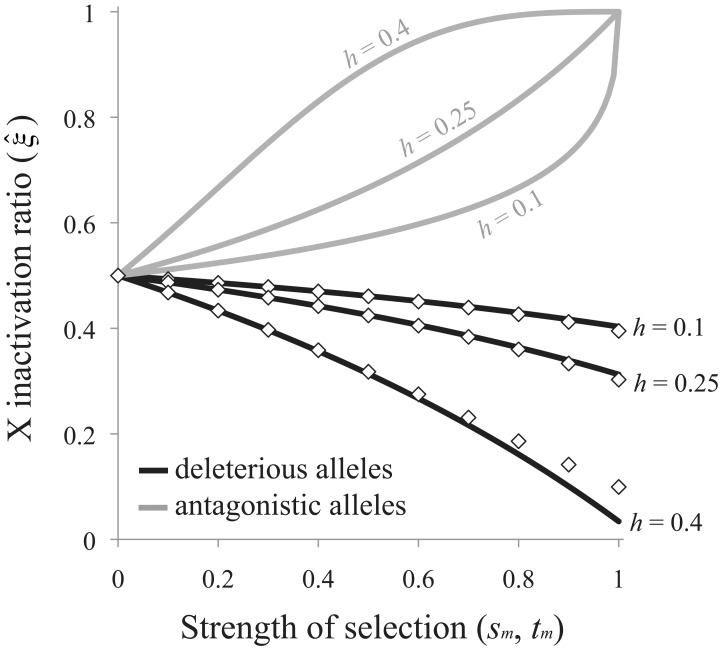 1
0.8
0.6
0.4
0.2
0
X inactivation ratio (ξ̂)
h = 0.4
h = 0.25
h = 0.1
h = 0.1
h = 0.25
h = 0.4
deleterious alleles
antagonistic alleles
0 0.2 0.4 0.6 0.8 1
Strength of selection (sₘ, tₘ)